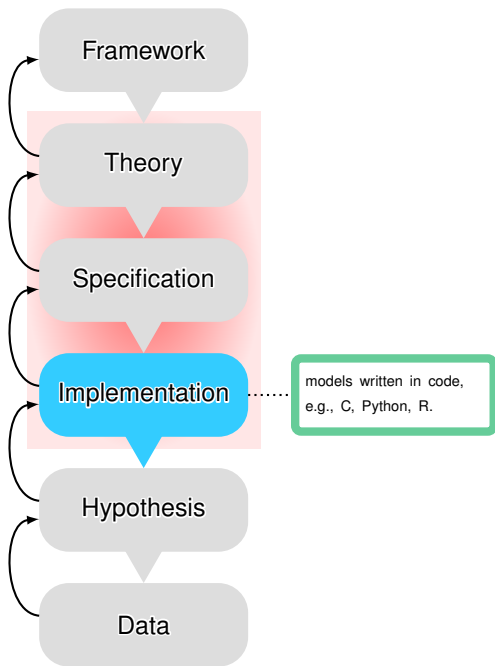 Framework
Theory
Specification
Implementation
models written in code,
e.g., C, Python, R.
Hypothesis
Data